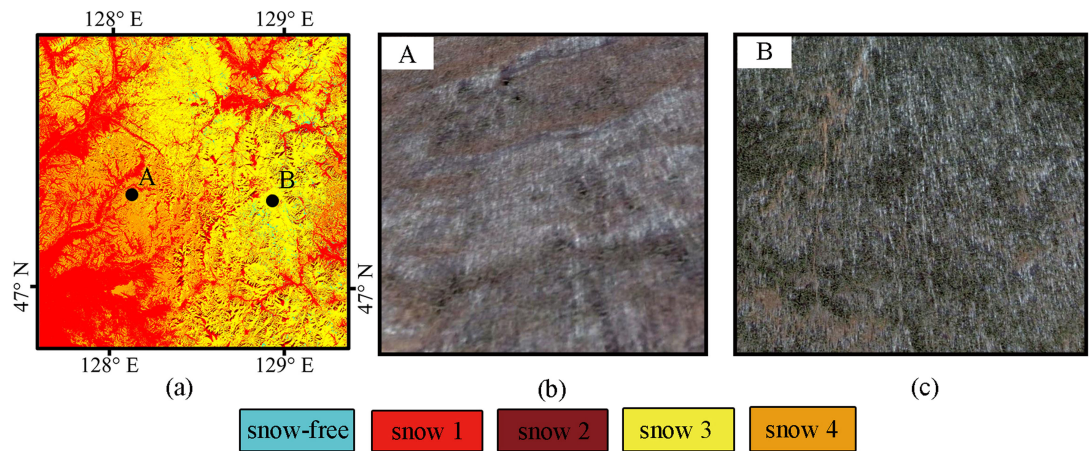 128° E 129° E
A B
A
B
47° N 47° N
128° E 129° E
(a) (b) (c)
snow-free snow 1 snow 2 snow 3 snow 4